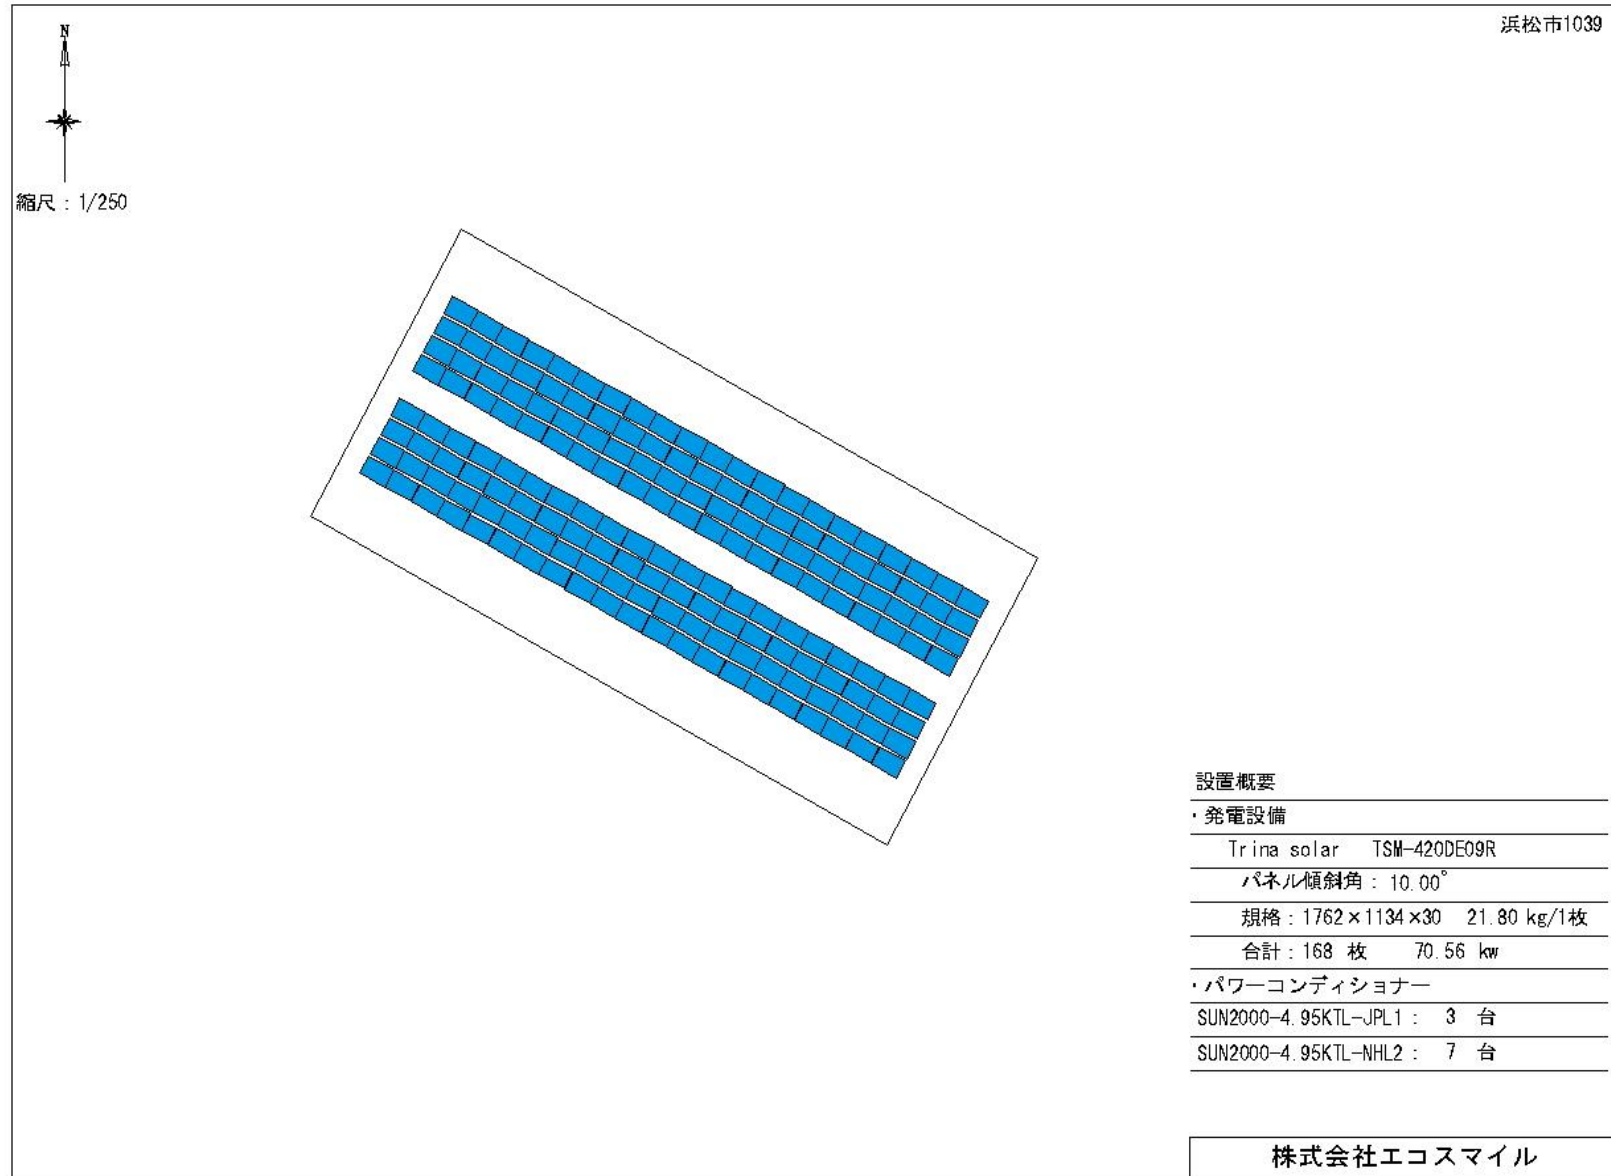 浜松市1039
N
縮尺：1/250
設置概要
・発電設備
Trina solar TSM-420DE09R
パネル傾斜角：10.00°
規格：1762×1134×30 21.80 kg/1枚
合計：168 枚 70.56 kw
・パワーコンディショナー
SUN2000-4.95KTL-JPL1： 3 台
SUN2000-4.95KTL-NHL2： 7 台
株式会社エコスマイル